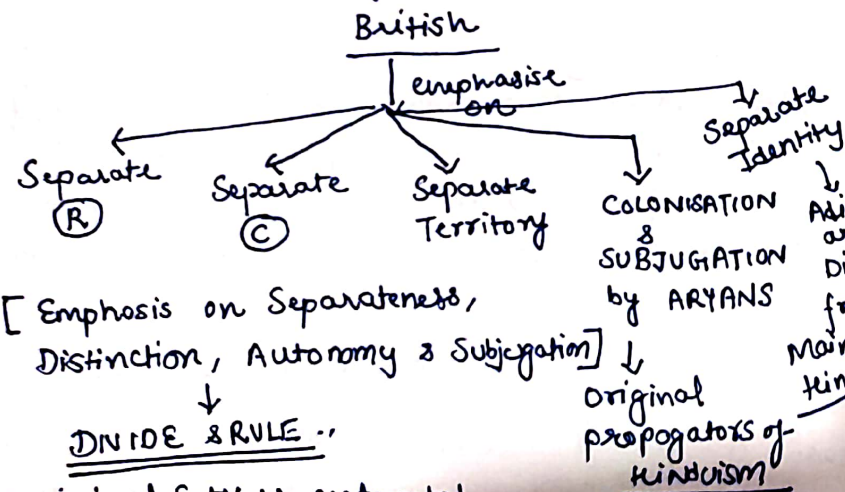 British
emphasise
on
Separate
R
Separate
C
Separate
Territory
COLONISATION
&
SUBJUGATION
by ARYANS
Original
propogators of
HINDUISM
Separate
Identity
[ Emphosis on Separateness,
Distinction, Autonomy & Subjugation]
DIVIDE & RULE